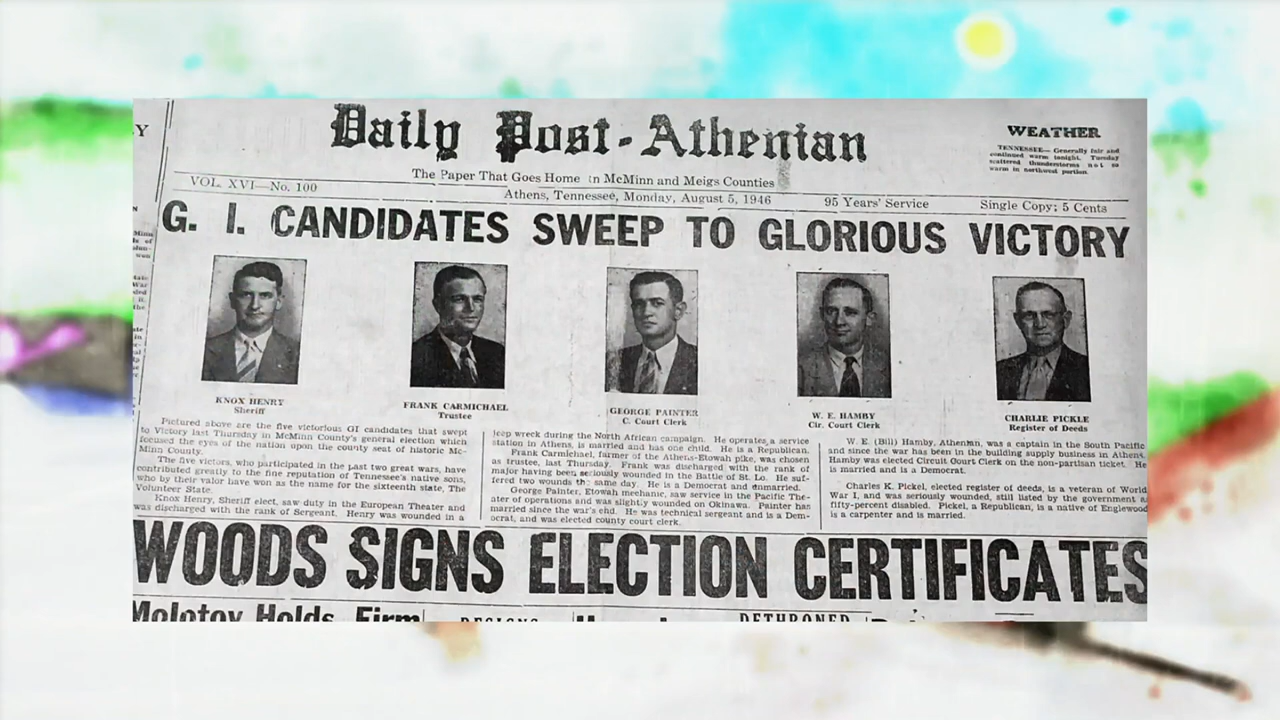 Y
Daily Post-Athenian
The Paper That Goes Home in McMinn and Meigs Counties
WEATHER
TENNESSEE— Generally fair and
continued warm tonight. Tuesday
scattered thunderstorms not so
warm in northwest portion.
VOL. XVI—No. 100
Athens, Tennessee, Monday, August 5, 1946
95 Years' Service
Single Copy; 5 Cents
G. I. CANDIDATES SWEEP TO GLORIOUS VICTORY
KNOX HENRY
Sheriff
FRANK CARMICHAEL
Trustee
GEORGE PAINTER
C. Court Clerk
W. E. HAMBY
Cir. Court Clerk
CHARLIE PICKLE
Register of Deeds
Pictured above are the five victorious GI candidates that swept
to Victory last Thursday in McMinn County's general election which
focused the eyes of the nation upon the county seat of historic Mc-
Minn County.
The five victors, who participated in the past two great wars, have
contributed greatly to the fine reputation of Tennessee's native sons,
who by their valor have won as the name for the sixteenth state, The
Volunteer State.
Knox Henry, Sheriff elect, saw duty in the European Theater and
was discharged with the rank of Sergeant. Henry was wounded in a
jeep wreck during the North African campaign. He operates a service
station in Athens, is married and has one child. He is a Republican.
Frank Carmichael, farmer of the Athens-Etowah pike, was chosen
as trustee, last Thursday. Frank was discharged with the rank of
major having been seriously wounded in the Battle of St. Lo. He suf-
fered two wounds the same day. He is a Democrat and unmarried.
George Painter, Etowah mechanic, saw service in the Pacific The-
ater of operations and was slightly wounded on Okinawa. Painter has
married since the war's end. He was technical sergeant and is a Dem-
ocrat, and was elected county court clerk.
W. E. (Bill) Hamby, Athenian, was a captain in the South Pacific
and since the war has been in the building supply business in Athens.
Hamby was elected Circuit Court Clerk on the non-partisan ticket. He
is married and is a Democrat.
Charles K. Pickel, elected register of deeds, is a veteran of World
War I, and was seriously wounded, still listed by the government a
fifty-percent disabled. Pickel, a Republican, is a native of Englewood
is a carpenter and is married.
WOODS SIGNS ELECTION CERTIFICATES
Molotov Holds Firm
DESIGNS
DETHRONED